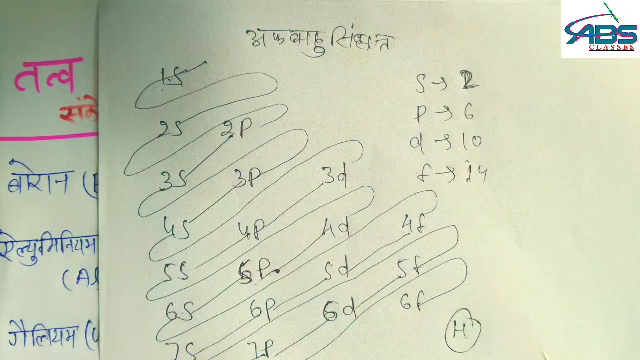 ABS
CLASSES
तत्व
संके
बोरोन (
ऐल्युमिनियम
(A
गैलियम (
1s
2s 2p
3s 3p 3d
4s 4p 4d 4f
5s 5p 5d 5f
6s 6p 6d 6f
7s 7p
s → 2
p → 6
d → 10
f → 14
H